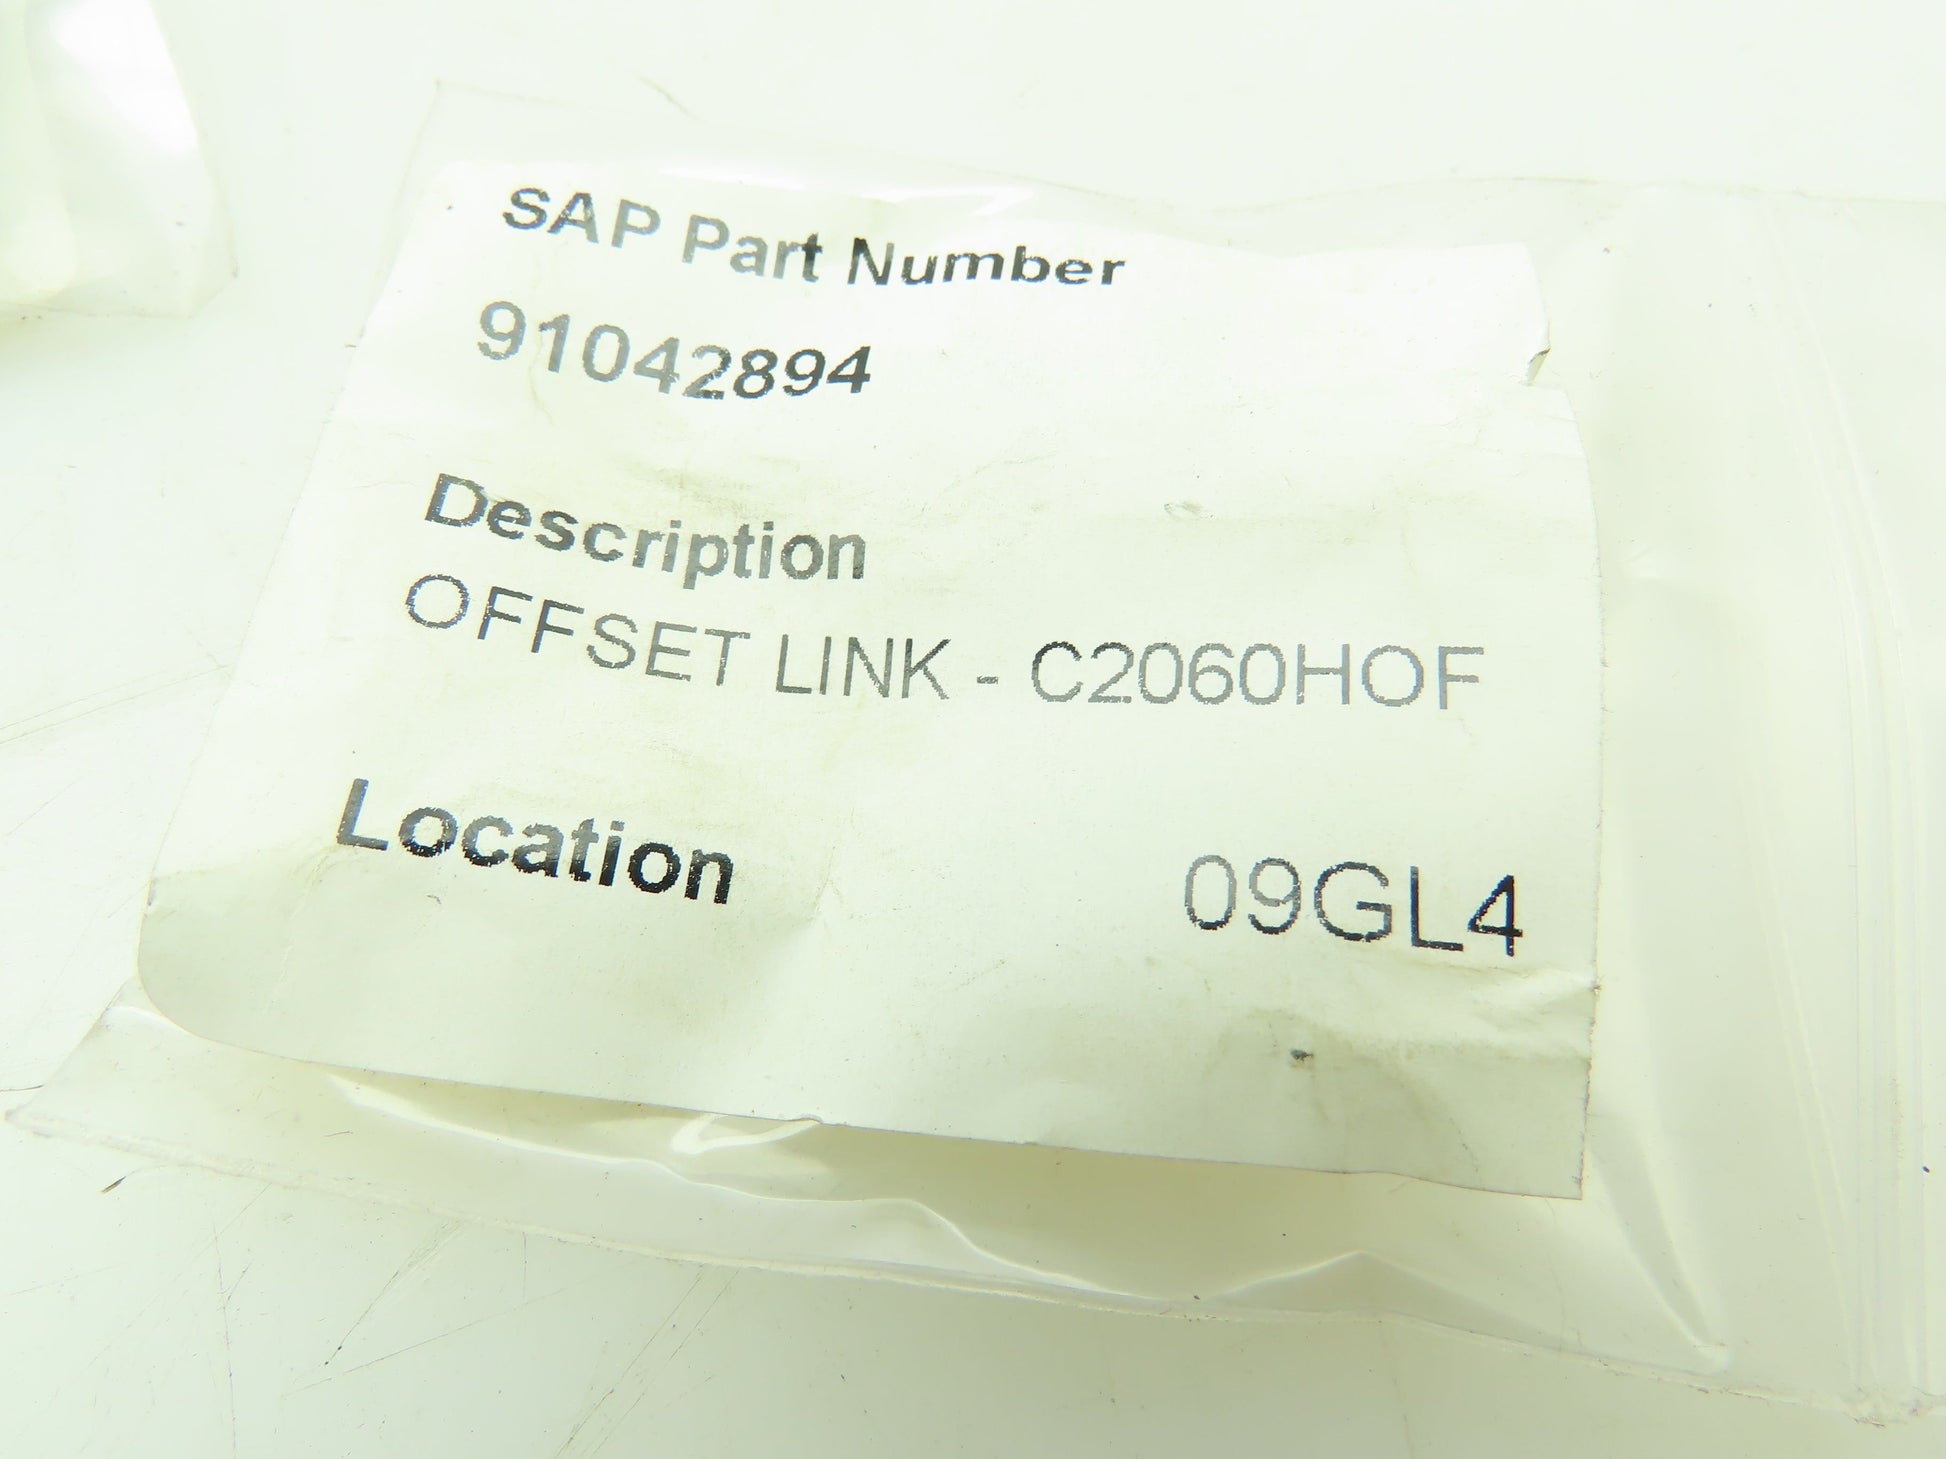 SAP Part Number
91042894
Description
OFFSET LINK - C2060HOF
Location 09GL4